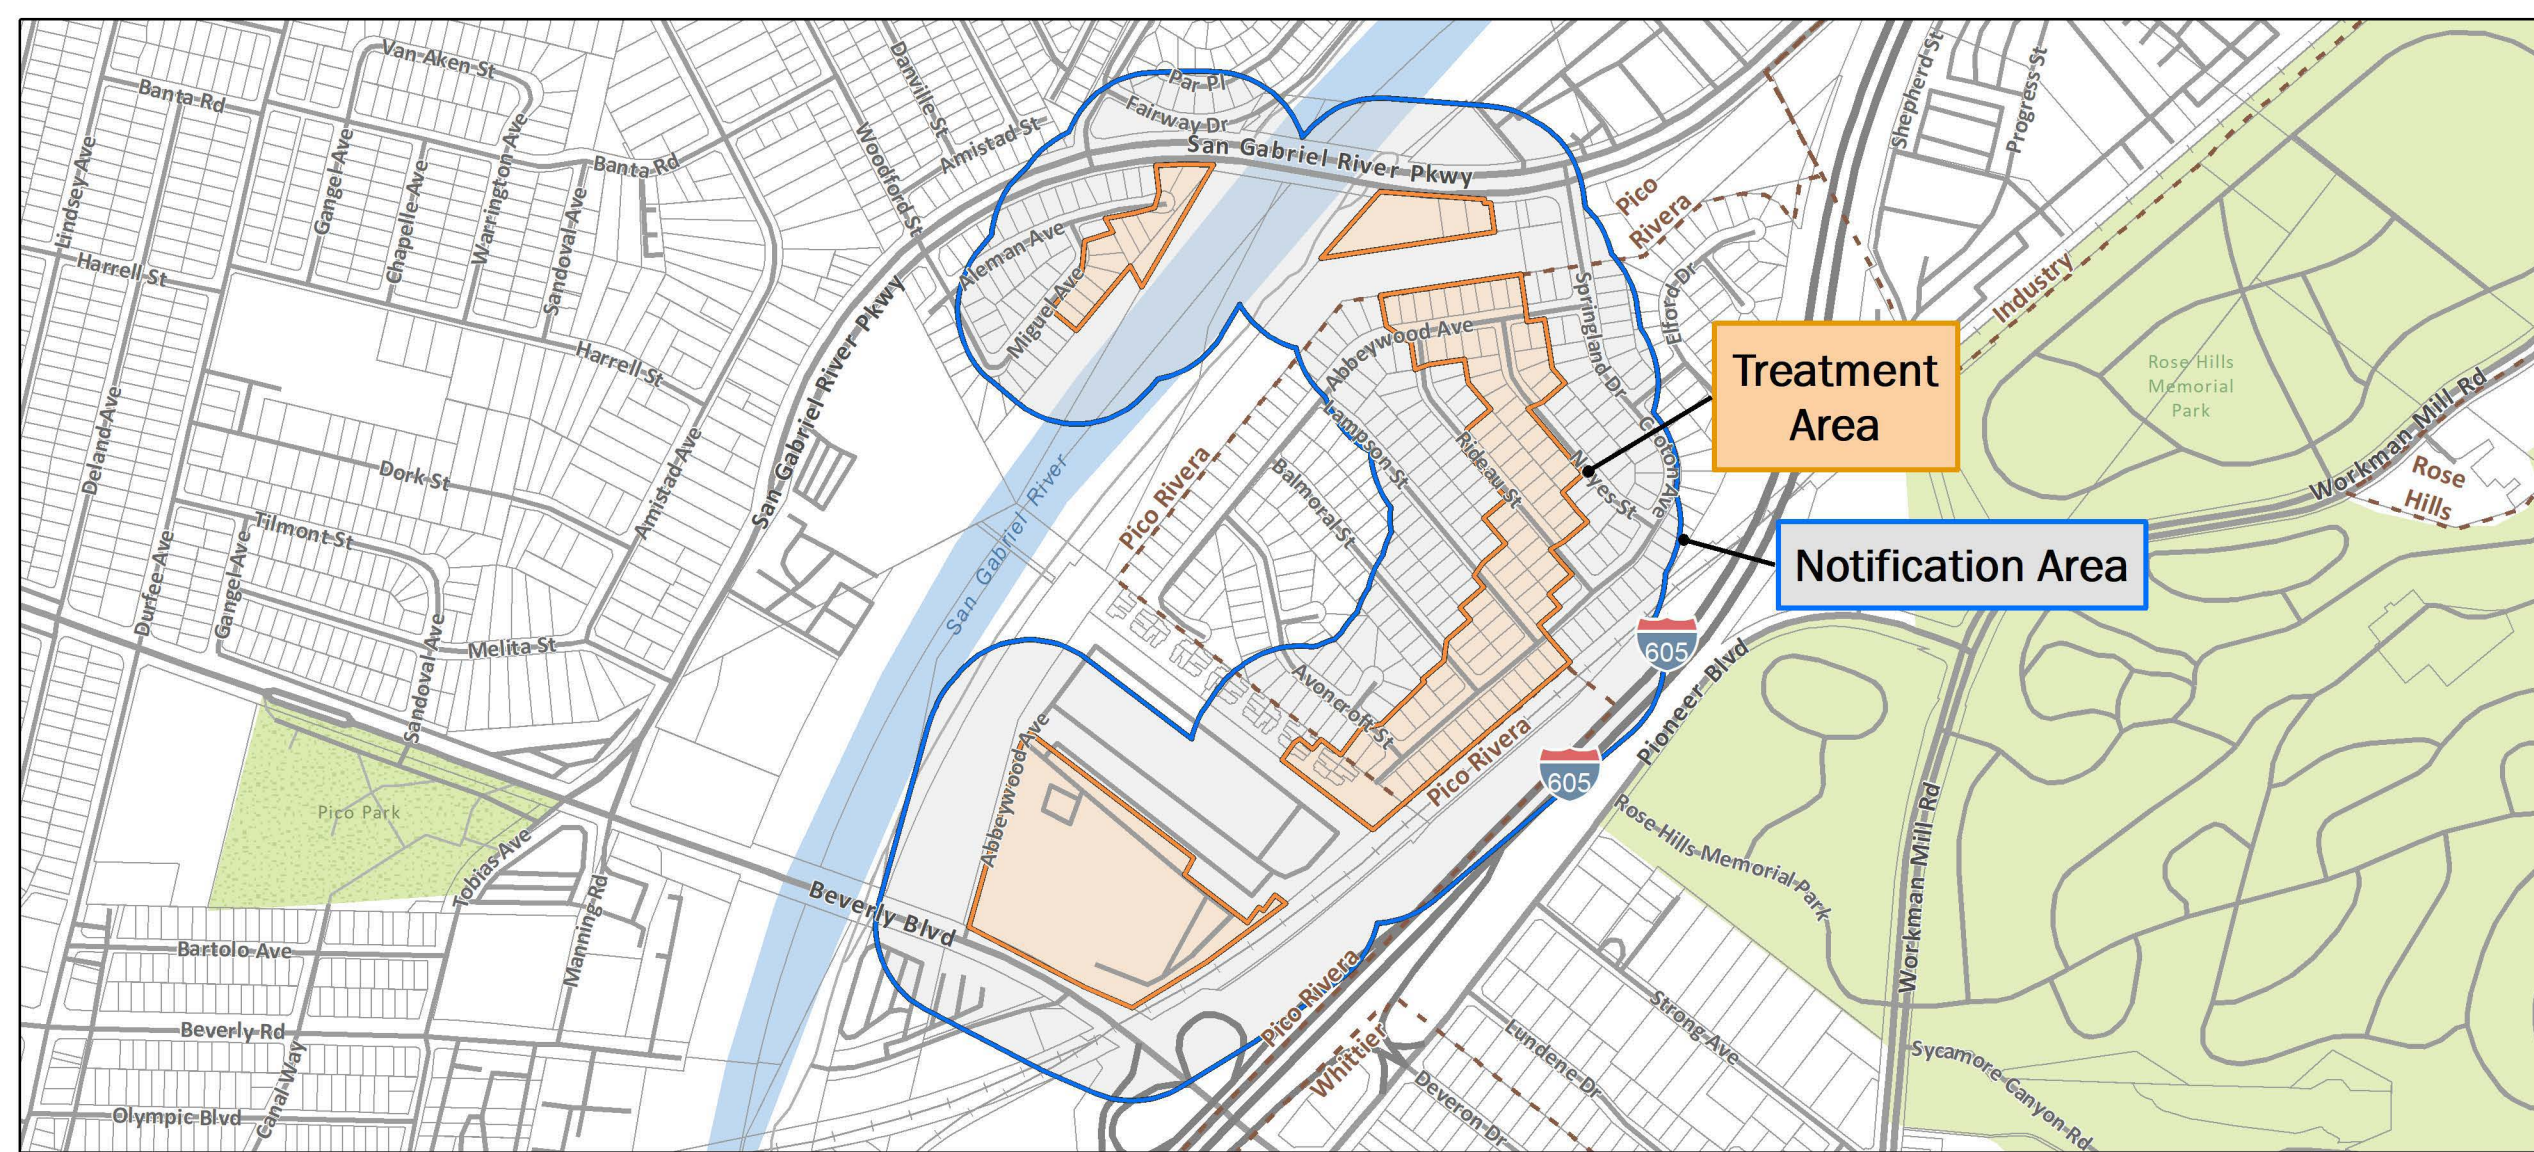 Van Aken St
Banta Rd
Lindsey Ave
Gangel Ave
Chapelle Ave
Warrington Ave
Sandoval Ave
Banta Rd
Harrell St
Danville St
Woodford St
Amistad St
Par Pl
Fairway Dr
San Gabriel River Pkwy
Aleman Ave
Miguel Ave
San Gabriel River Pkwy
Harrell St
Deland Ave
Dork St
Tilmont St
Amistad Ave
Durfee Ave
Gangel Ave
Sandoval Ave
Melita St
San Gabriel River
Pico Rivera
Pico
Rivera
Abbeywood Ave
Springland Dr
Elford Dr
Lampson St
Balmoral St
Rideau St
Noyes St
Croton Ave
Avoncroft St
Abbeywood Ave
Pico Rivera
Shepherd St
Progress St
Industry
Treatment
Area
Notification Area
Rose Hills
Memorial
Park
Workman Mill Rd
Rose
Hills
605
605
Pioneer Blvd
Rose Hills Memorial Park
Workman Mill Rd
Pico Park
Tobias Ave
Manning Rd
Beverly Blvd
Bartolo Ave
Beverly Rd
Canal Way
Olympic Blvd
Pico Rivera
Whittier
Strong Ave
Lundene Dr
Deveron Dr
Sycamore Canyon Rd